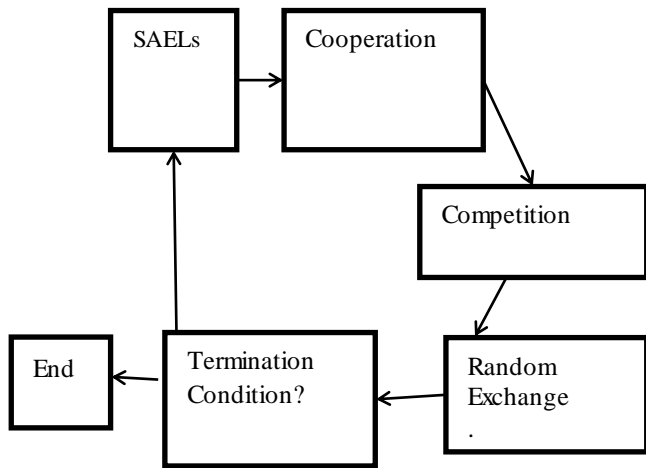 SAELs
Cooperation
Competition
End
Termination
Condition?
Random
Exchange
.